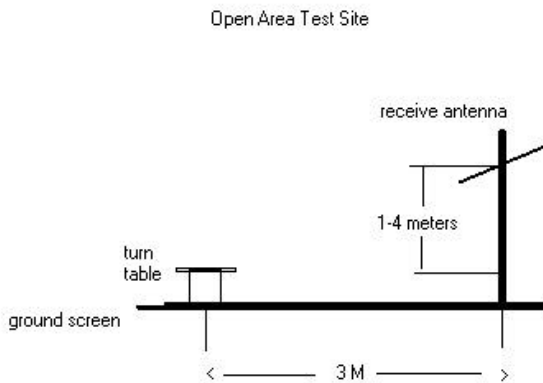 Open Area Test Site
receive antenna
1-4 meters
turn
table
ground screen
3 M